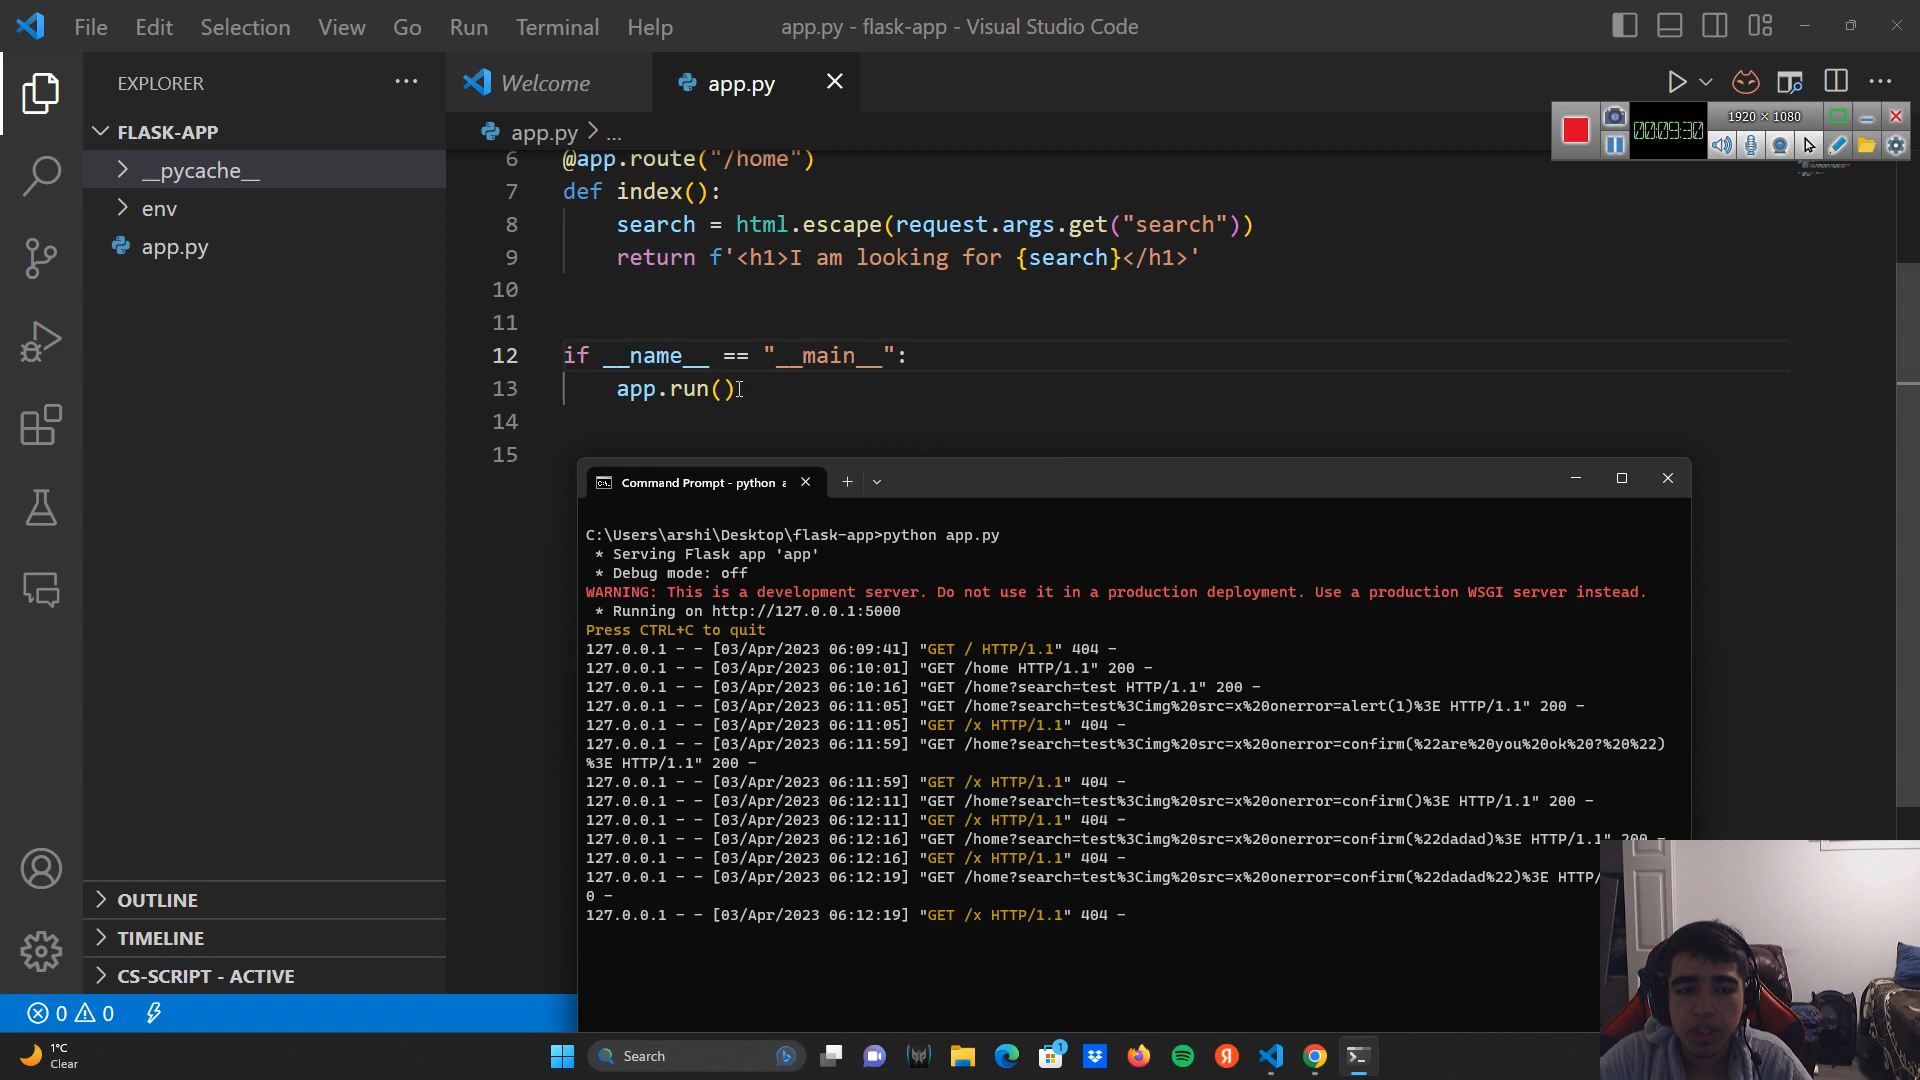 File Edit Selection View Go Run Terminal Help
app.py - flask-app - Visual Studio Code
EXPLORER
Welcome
app.py
FLASK-APP
__pycache__
env
app.py
OUTLINE
TIMELINE
CS-SCRIPT - ACTIVE
app.py > ...
00:09:30
1920 × 1080
6 @app.route("/home")
7 def index():
8 search = html.escape(request.args.get("search"))
9 return f'<h1>I am looking for {search}</h1>'
10
11
12 if __name__ == "__main__":
13 app.run()
14
15
Command Prompt - python a
C:\Users\arshi\Desktop\flask-app>python app.py
* Serving Flask app 'app'
* Debug mode: off
WARNING: This is a development server. Do not use it in a production deployment. Use a production WSGI server instead.
* Running on http://127.0.0.1:5000
Press CTRL+C to quit
127.0.0.1 - - [03/Apr/2023 06:09:41] "GET / HTTP/1.1" 404 -
127.0.0.1 - - [03/Apr/2023 06:10:01] "GET /home HTTP/1.1" 200 -
127.0.0.1 - - [03/Apr/2023 06:10:16] "GET /home?search=test HTTP/1.1" 200 -
127.0.0.1 - - [03/Apr/2023 06:11:05] "GET /home?search=test%3Cimg%20src=x%20onerror=alert(1)%3E HTTP/1.1" 200 -
127.0.0.1 - - [03/Apr/2023 06:11:05] "GET /x HTTP/1.1" 404 -
127.0.0.1 - - [03/Apr/2023 06:11:59] "GET /home?search=test%3Cimg%20src=x%20onerror=confirm(%22are%20you%20ok%20?%20%22)
%3E HTTP/1.1" 200 -
127.0.0.1 - - [03/Apr/2023 06:11:59] "GET /x HTTP/1.1" 404 -
127.0.0.1 - - [03/Apr/2023 06:12:11] "GET /home?search=test%3Cimg%20src=x%20onerror=confirm()%3E HTTP/1.1" 200 -
127.0.0.1 - - [03/Apr/2023 06:12:11] "GET /x HTTP/1.1" 404 -
127.0.0.1 - - [03/Apr/2023 06:12:16] "GET /home?search=test%3Cimg%20src=x%20onerror=confirm(%22dadad)%3E HTTP/1.1" 200 -
127.0.0.1 - - [03/Apr/2023 06:12:16] "GET /x HTTP/1.1" 404 -
127.0.0.1 - - [03/Apr/2023 06:12:19] "GET /home?search=test%3Cimg%20src=x%20onerror=confirm(%22dadad%22)%3E HTTP/
0 -
127.0.0.1 - - [03/Apr/2023 06:12:19] "GET /x HTTP/1.1" 404 -
0 0
1°C
Clear
Search
1
Я